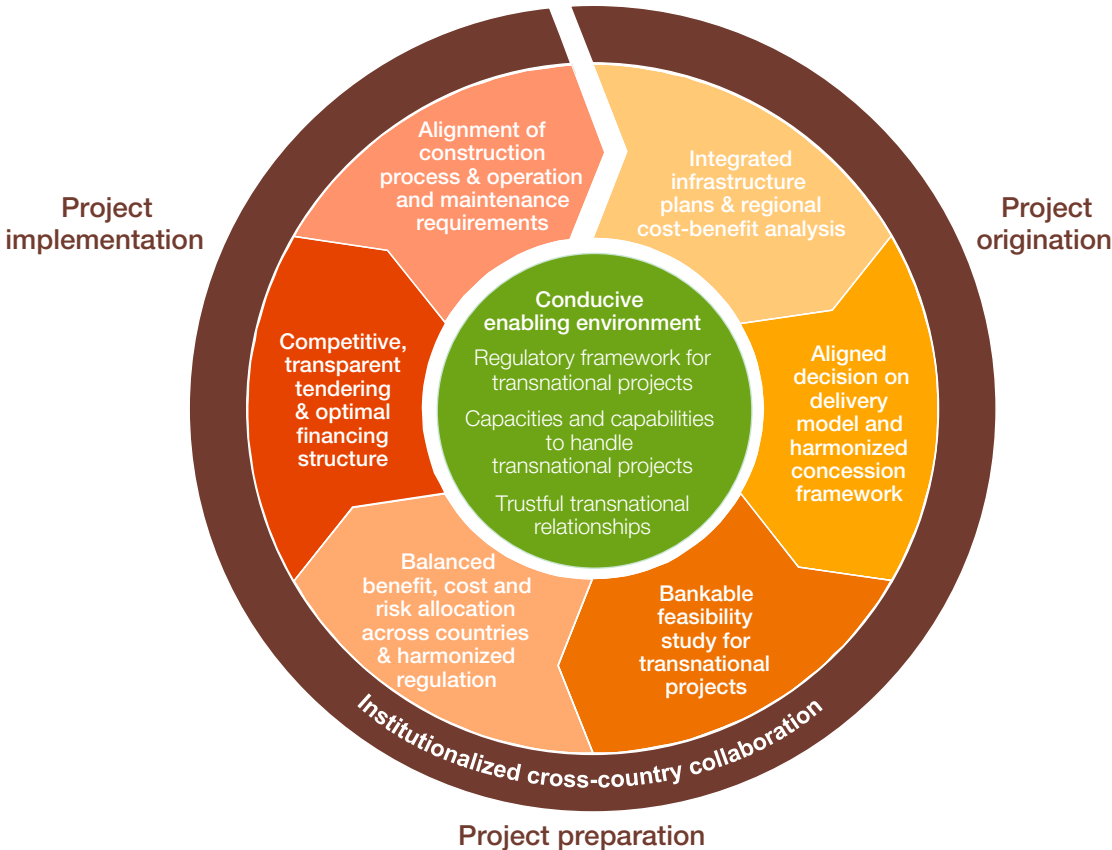 Project
implementation
Project
origination
Project preparation
Integrated
infrastructure
plans & regional
cost-benefit analysis
Aligned
decision on
delivery
model and
harmonized
concession
framework
Bankable
feasibility
study for
transnational
projects
Balanced
benefit, cost and
risk allocation
across countries
& harmonized
regulation
Competitive,
transparent
tendering
& optimal
financing
structure
Alignment of
construction
process & operation
and maintenance
requirements
Conducive
enabling environment
Regulatory framework for
transnational projects
Capacities and capabilities
to handle
transnational projects
Trustful transnational
relationships
Institutionalized cross-country collaboration